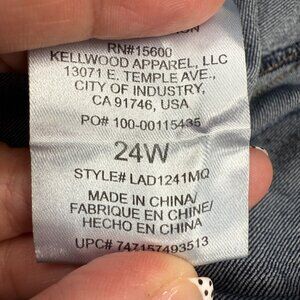 RN#15600
KELLWOOD APPAREL, LLC
13071 E. TEMPLE AVE.,
CITY OF INDUSTRY,
CA 91746, USA
PO# 100-00115435
24W
STYLE# LAD1241MQ
MADE IN CHINA/
FABRIQUE EN CHINE/
HECHO EN CHINA
UPC# 747157493513